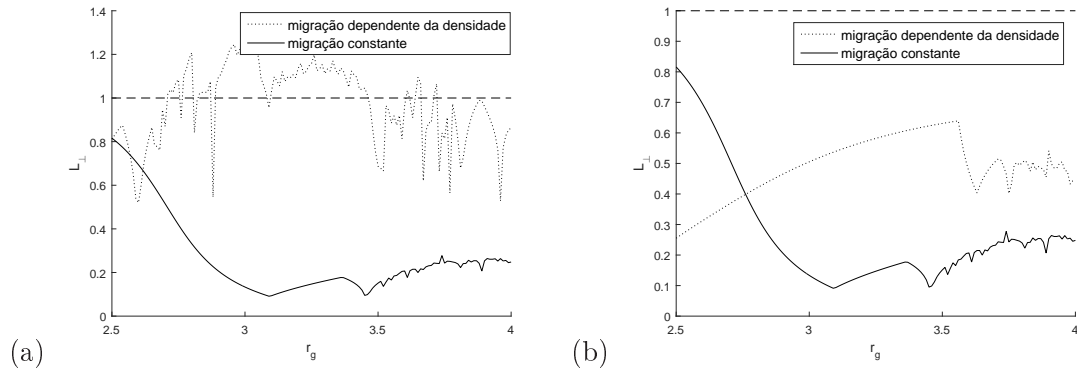 1.4
1.2
1
0.8
0.6
0.4
0.2
0
L⊥
2.5
3
3.5
4
r_g
migração dependente da densidade
migração constante
(a)
1
0.9
0.8
0.7
0.6
0.5
0.4
0.3
0.2
0.1
0
L⊥
2.5
3
3.5
4
r_g
migração dependente da densidade
migração constante
(b)